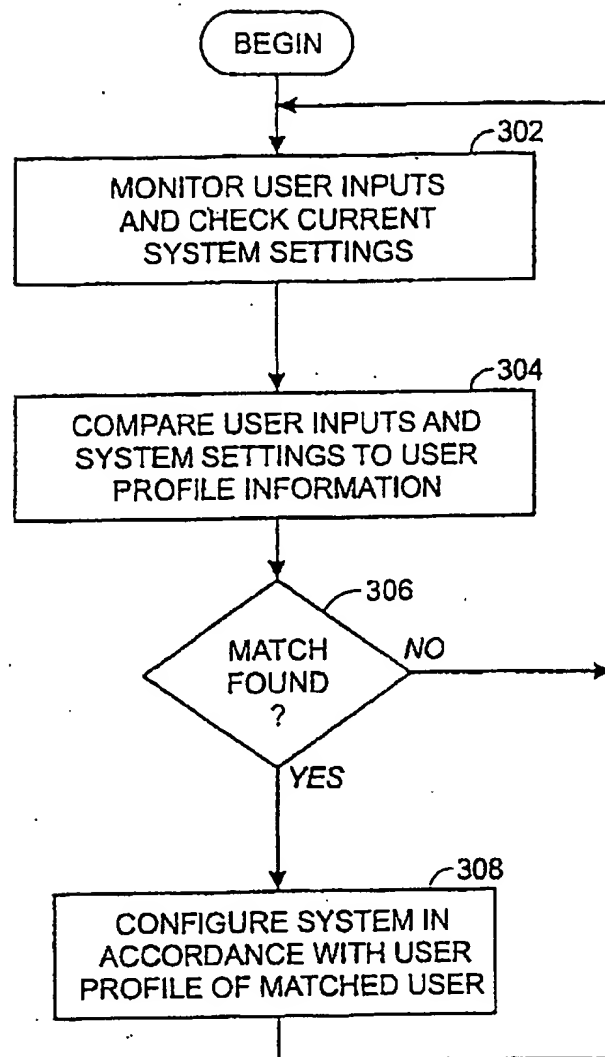 BEGIN
302
MONITOR USER INPUTS
AND CHECK CURRENT
SYSTEM SETTINGS
304
COMPARE USER INPUTS AND
SYSTEM SETTINGS TO USER
PROFILE INFORMATION
306
MATCH
FOUND
?
NO
YES
308
CONFIGURE SYSTEM IN
ACCORDANCE WITH USER
PROFILE OF MATCHED USER